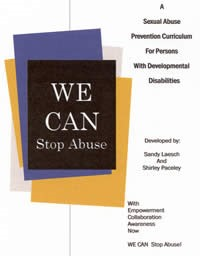 A
Sexual Abuse
Prevention Curriculum
For Persons
With Developmental
Disabilities
WE
CAN
Stop Abuse
Developed by:
Sandy Laesch
And
Shirley Paceley
With
Empowerment
Collaboration
Awareness
Now
WE CAN Stop Abuse!